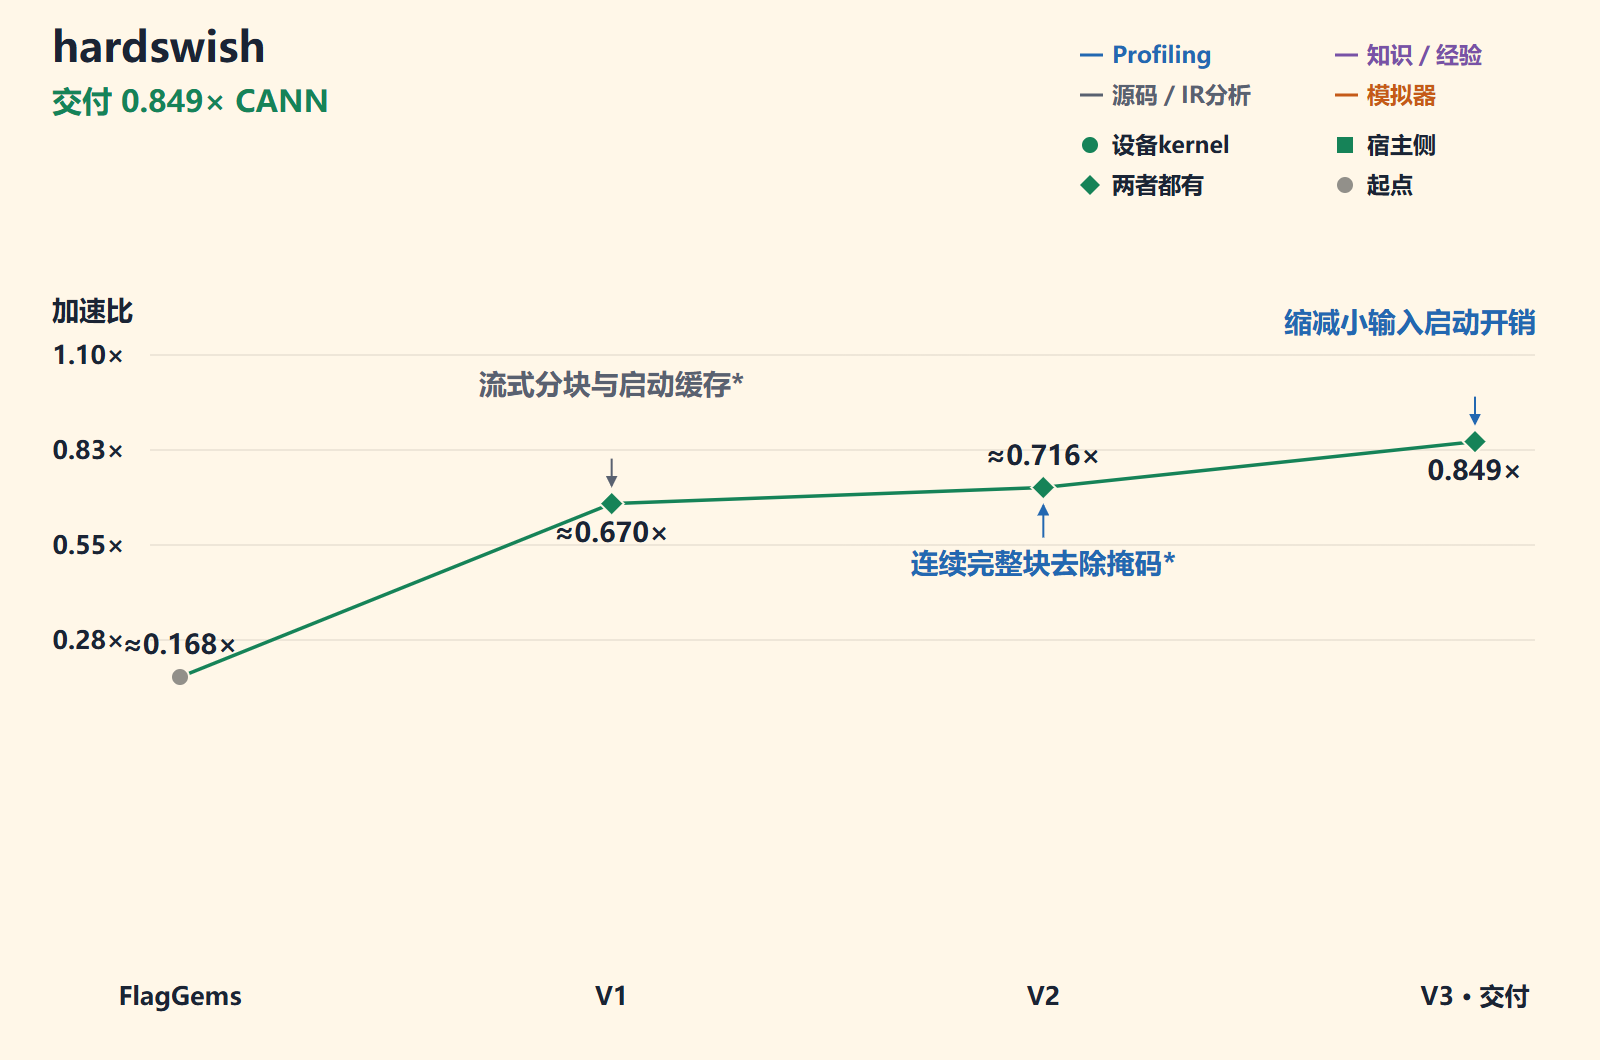 hardswish
交付 0.849× CANN
Profiling
知识 / 经验
源码 / IR分析
模拟器
设备kernel
宿主侧
两者都有
起点
加速比
缩减小输入启动开销
1.10×
流式分块与启动缓存*
0.83×
≈0.716×
0.849×
≈0.670×
0.55×
连续完整块去除掩码*
0.28×
≈0.168×
FlagGems
V1
V2
V3 · 交付